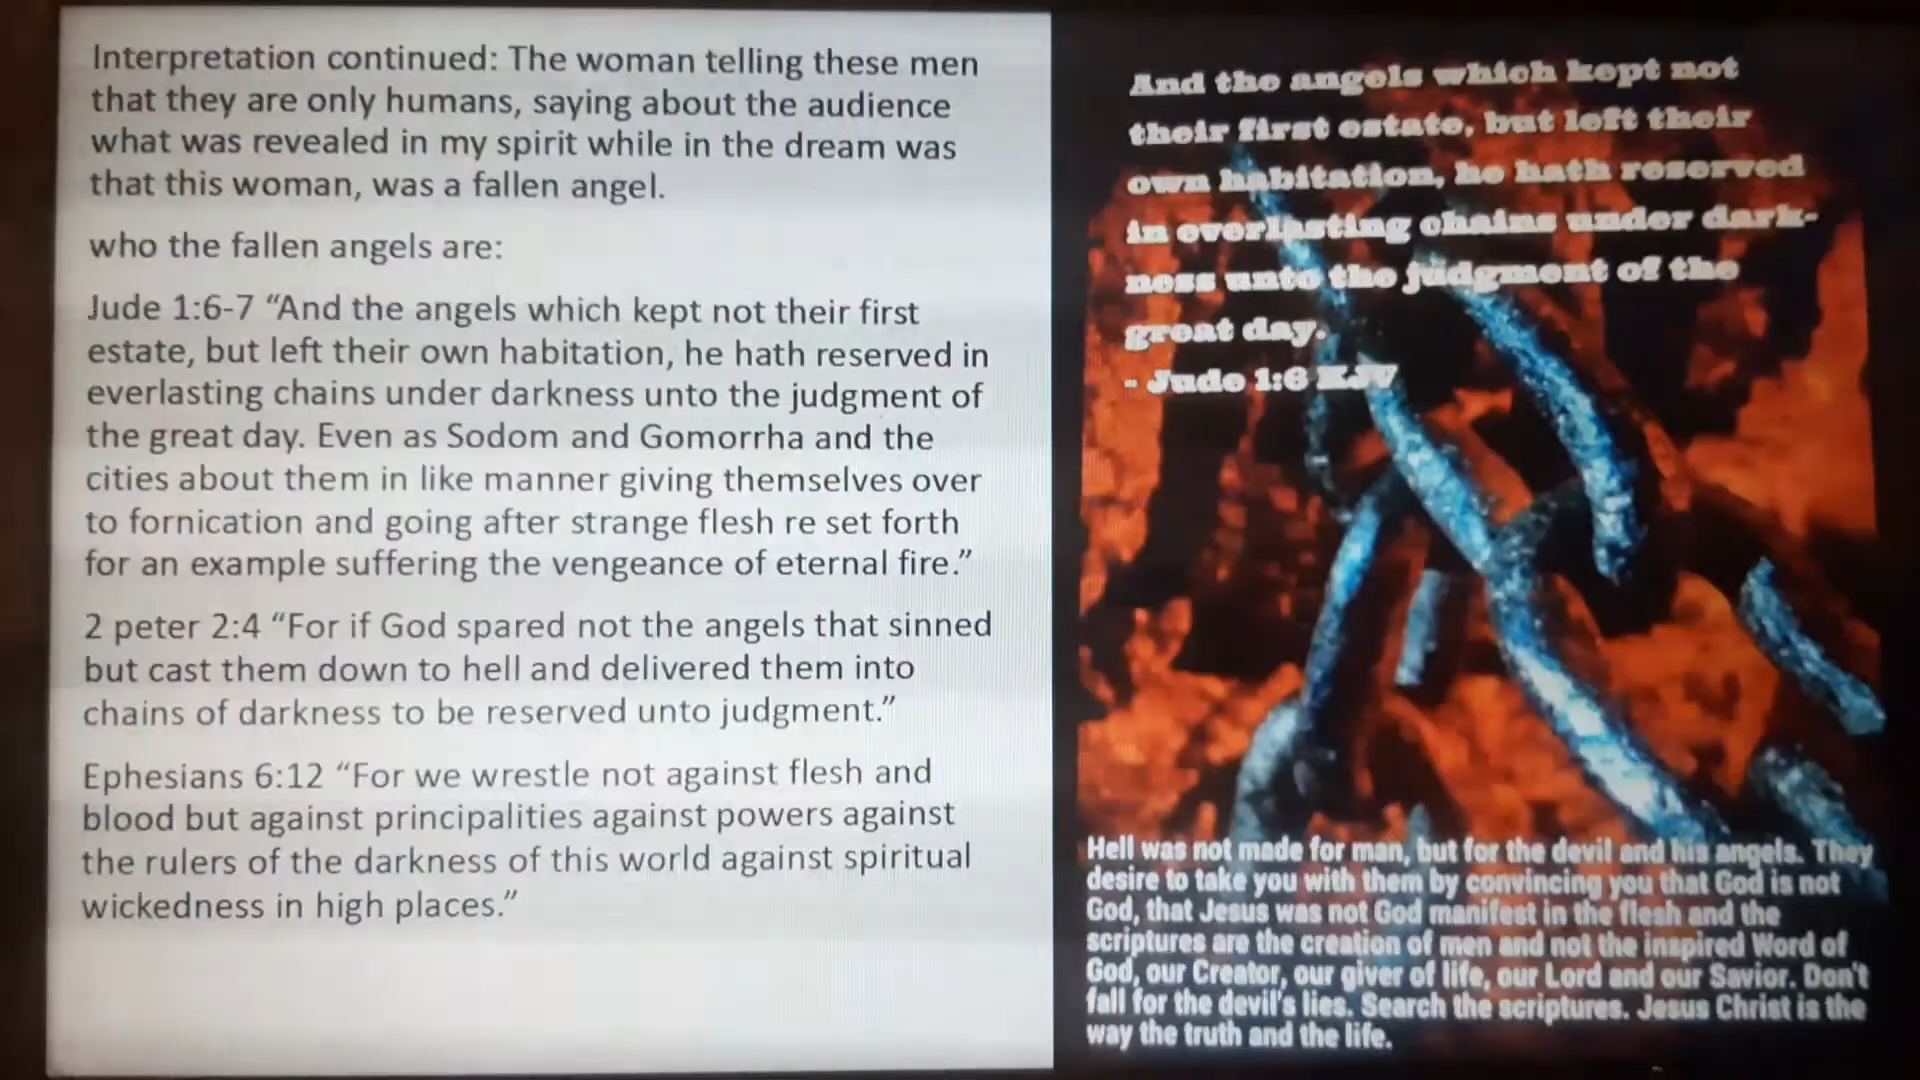 Interpretation continued: The woman telling these men
that they are only humans, saying about the audience
what was revealed in my spirit while in the dream was
that this woman, was a fallen angel.
who the fallen angels are:
Jude 1:6-7 “And the angels which kept not their first
estate, but left their own habitation, he hath reserved in
everlasting chains under darkness unto the judgment of
the great day. Even as Sodom and Gomorrha and the
cities about them in like manner giving themselves over
to fornication and going after strange flesh re set forth
for an example suffering the vengeance of eternal fire.”
2 peter 2:4 “For if God spared not the angels that sinned
but cast them down to hell and delivered them into
chains of darkness to be reserved unto judgment.”
Ephesians 6:12 “For we wrestle not against flesh and
blood but against principalities against powers against
the rulers of the darkness of this world against spiritual
wickedness in high places.”
And the angels which kept not
their first estate, but left their
own habitation, he hath reserved
in everlasting chains under dark-
ness unto the judgment of the
great day.
- Jude 1:6 KJV
Hell was not made for man, but for the devil and his angels. They
desire to take you with them by convincing you that God is not
God, that Jesus was not God manifest in the flesh and the
scriptures are the creation of men and not the inspired Word of
God, our Creator, our giver of life, our Lord and our Savior. Don't
fall for the devil's lies. Search the scriptures. Jesus Christ is the
way the truth and the life.